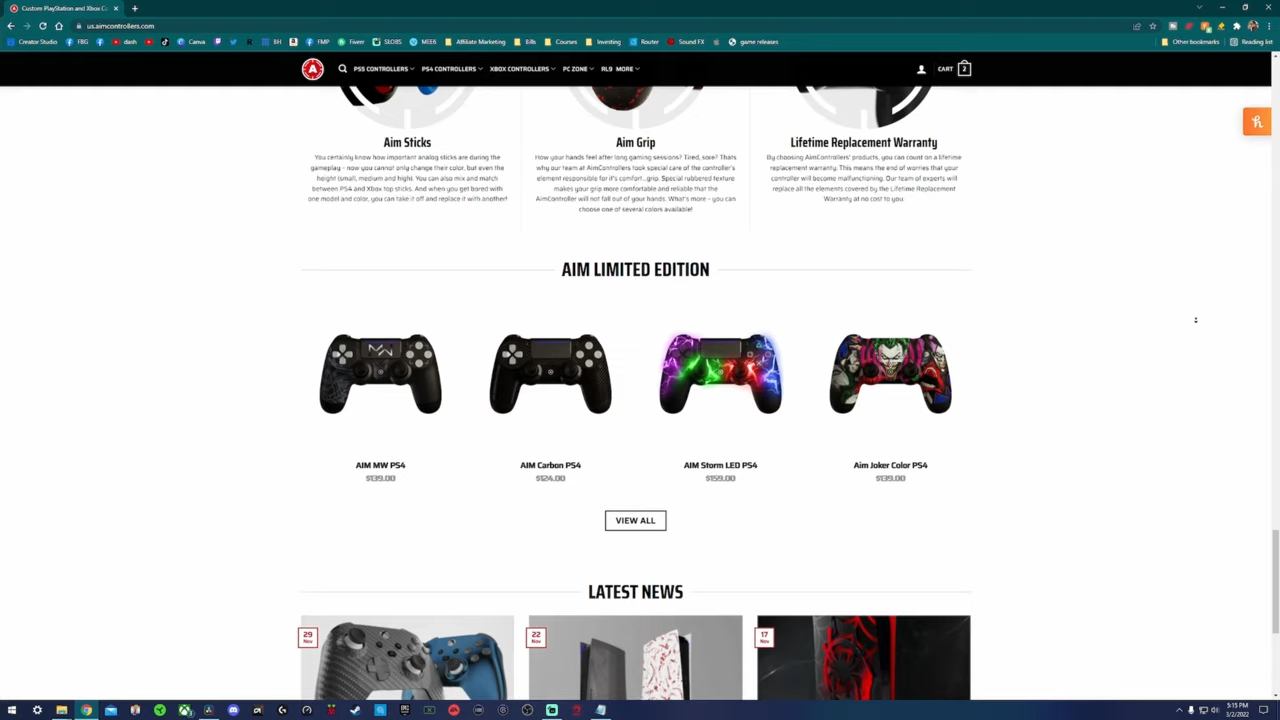 Custom PlayStation and Xbox C
us.aimcontrollers.com
Creator Studio
FBG
dash
Canva
BH
FMP
Fiverr
SLOBS
MEE6
Affiliate Marketing
Bills
Courses
Investing
Router
Sound FX
game releases
Other bookmarks
Reading list
PS5 CONTROLLERS
PS4 CONTROLLERS
XBOX CONTROLLERS
PC ZONE
RL9
MORE
CART
2
Aim Sticks
You certainly know how important analog sticks are during the
gameplay - now you cannot only change their color, but even the
height (small, medium and high). You can also mix and match
between PS4 and Xbox top sticks. And when you get bored with
one model and color, you can take it off and replace it with another!
Aim Grip
How your hands feel after long gaming sessions? Tired, sore? Thats
why our team at AimControllers took special care of the controller's
element responsible for it's comfort... grip. Special rubbered texture
makes your grip more comfortable and reliable that the
AimController will not fall out of your hands. What's more - you can
choose one of several colors available!
Lifetime Replacement Warranty
By choosing AimControllers' products, you can count on a lifetime
replacement warranty. This means the end of worries that your
controller will become malfunctioning. Our team of experts will
replace all the elements covered by the Lifetime Replacement
Warranty at no cost to you.
AIM LIMITED EDITION
AIM MW PS4
$139.00
AIM Carbon PS4
$124.00
AIM Storm LED PS4
$159.00
Aim Joker Color PS4
$139.00
VIEW ALL
LATEST NEWS
29
Nov
22
Nov
17
Nov
5:15 PM
3/2/2022